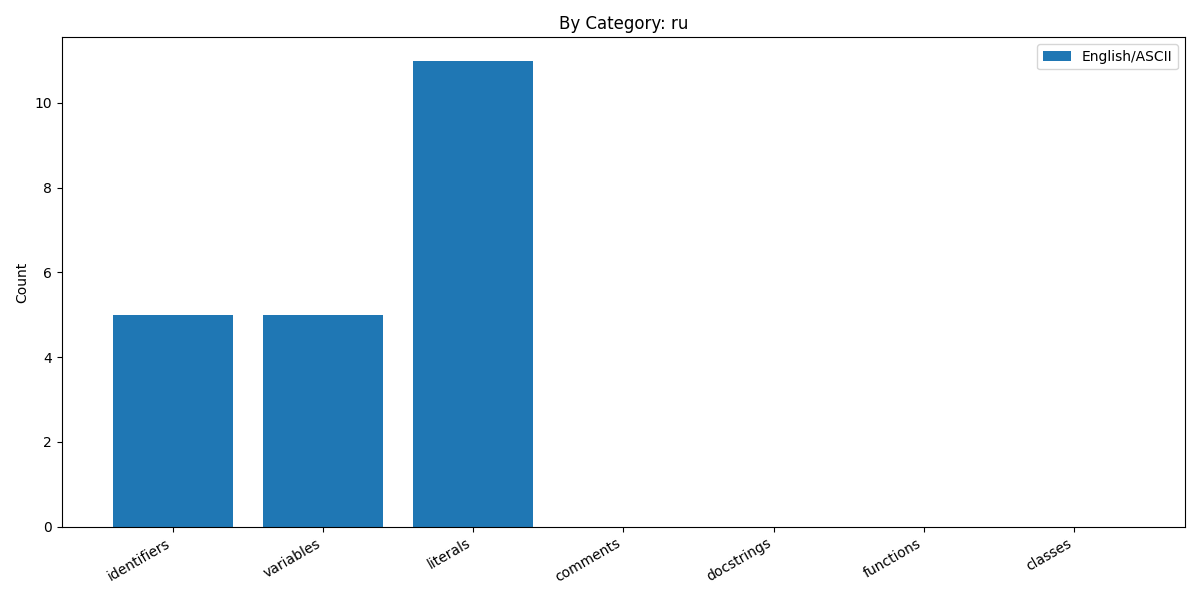 By Category: ru
English/ASCII
Count
10
8
6
4
2
0
identifiers
variables
literals
comments
docstrings
functions
classes